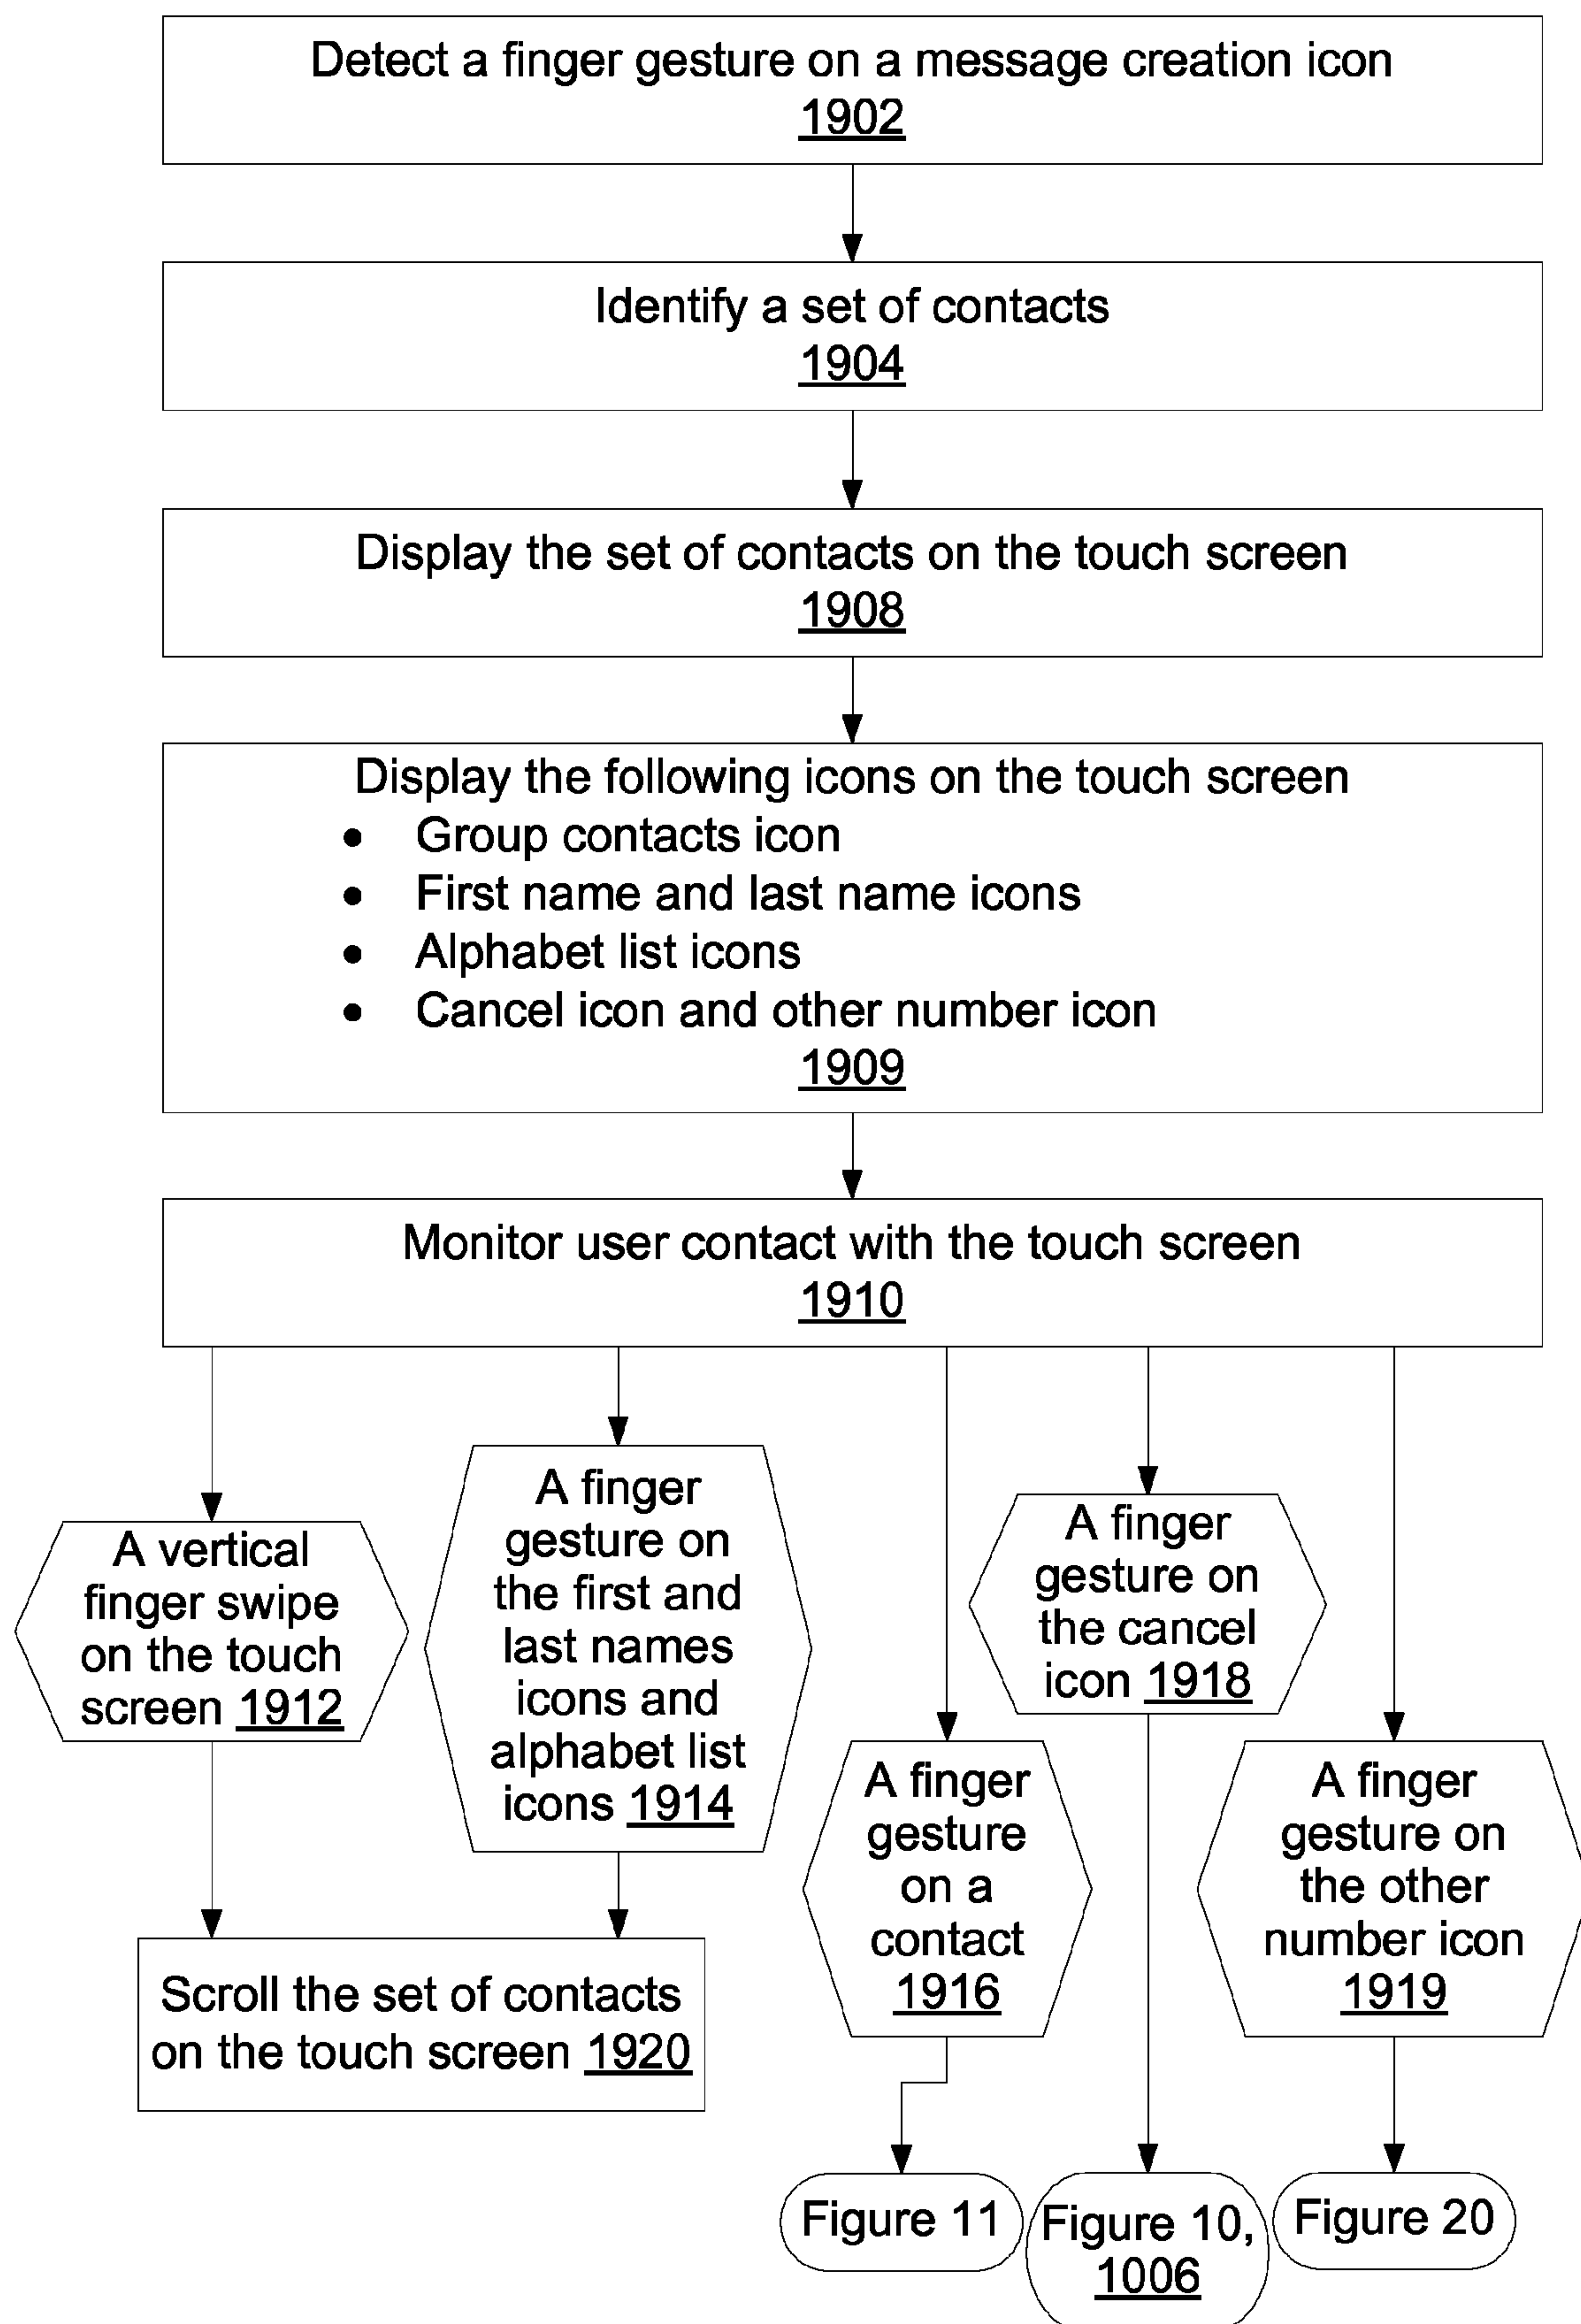 Detect a finger gesture on a message creation icon
1902
Identify a set of contacts
1904
Display the set of contacts on the touch screen
1908
Display the following icons on the touch screen
• Group contacts icon
• First name and last name icons
• Alphabet list icons
• Cancel icon and other number icon
1909
Monitor user contact with the touch screen
1910
A vertical
finger swipe
on the touch
screen 1912
A finger
gesture on
the first and
last names
icons and
alphabet list
icons 1914
A finger
gesture
on a
contact
1916
A finger
gesture on
the cancel
icon 1918
A finger
gesture on
the other
number icon
1919
Scroll the set of contacts
on the touch screen 1920
Figure 11
Figure 10,
1006
Figure 20